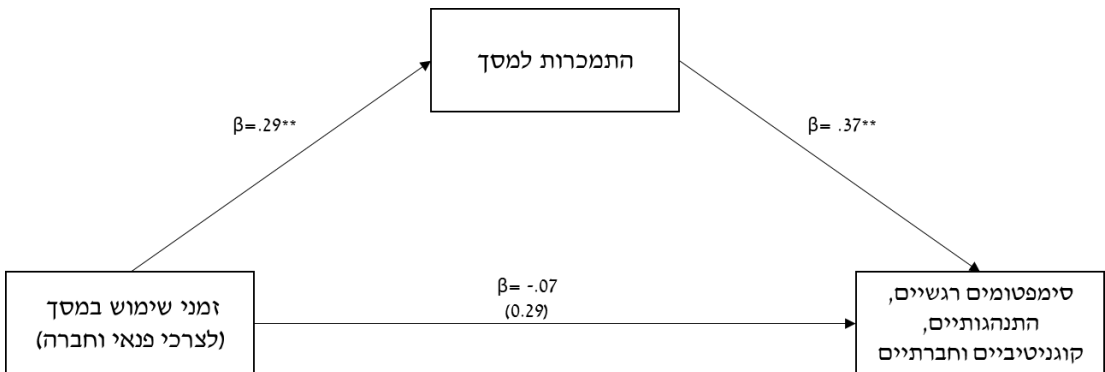 התמכרות למסך
β=.29**
β= .37**
זמני שימוש במסך
(לצרכי פנאי וחברה)
β= -.07
(0.29)
סימפטומים רגשיים,
התנהגותיים,
קוגניטיביים וחברתיים